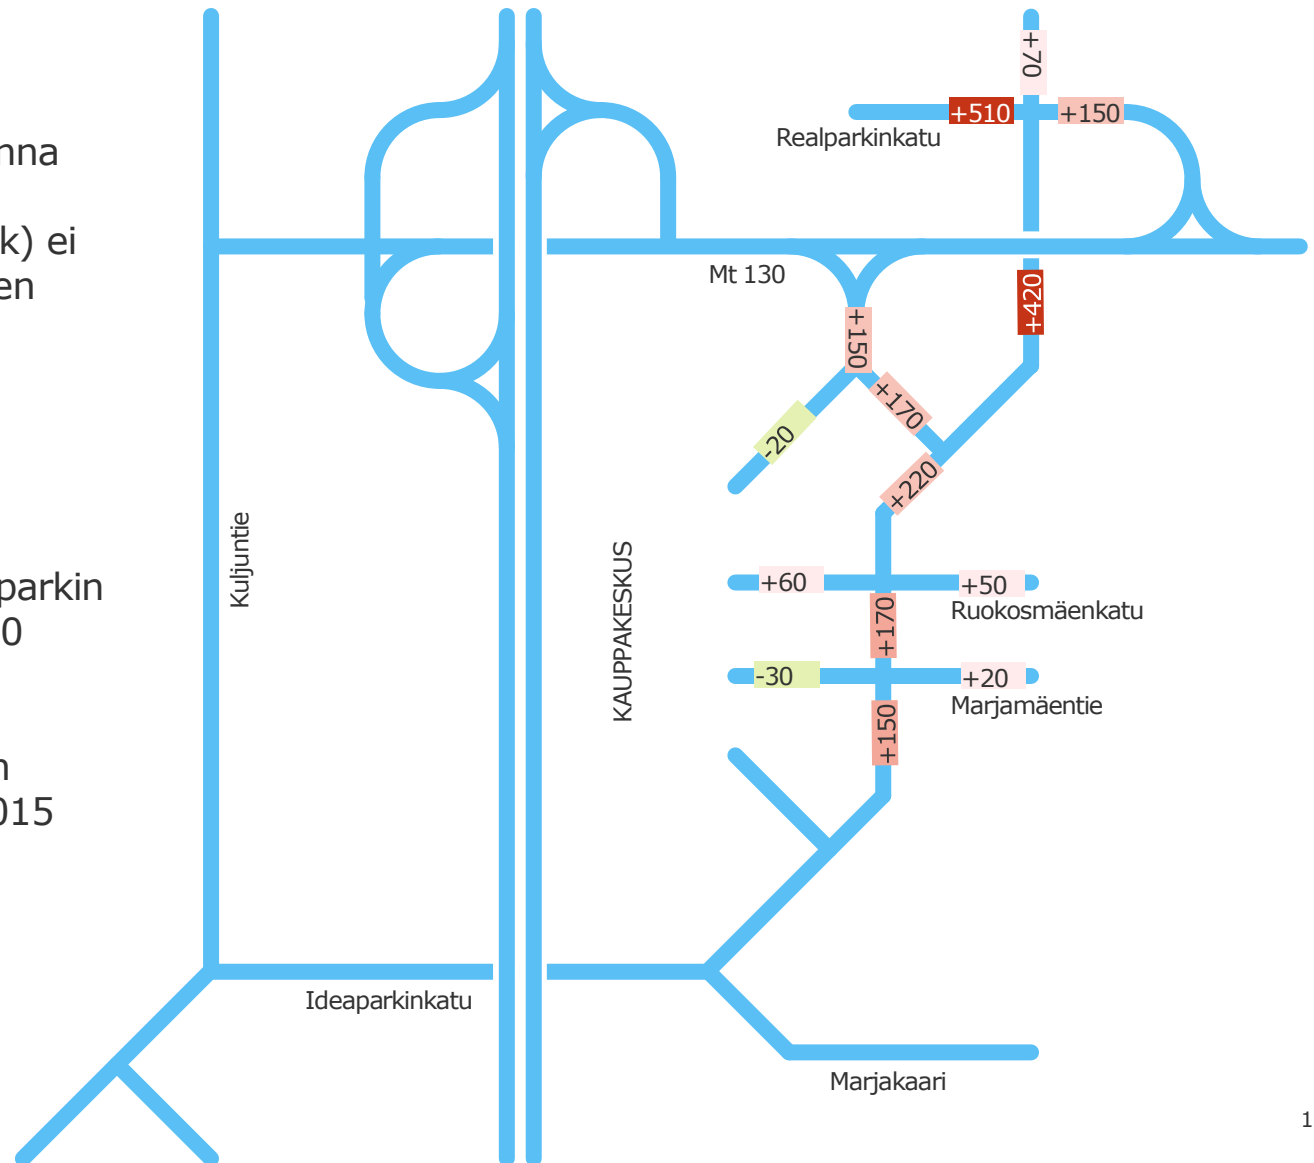 nna
k) ei
en
parkin
0
n
015
+70
+510
+150
Realparkinkatu
Mt 130
+420
+150
+170
-20
+220
Kuljuntie
KAUPPAKESKUS
+60
+50
Ruokosmäenkatu
+170
-30
+20
Marjamäentie
+150
Ideaparkinkatu
Marjakaari
1